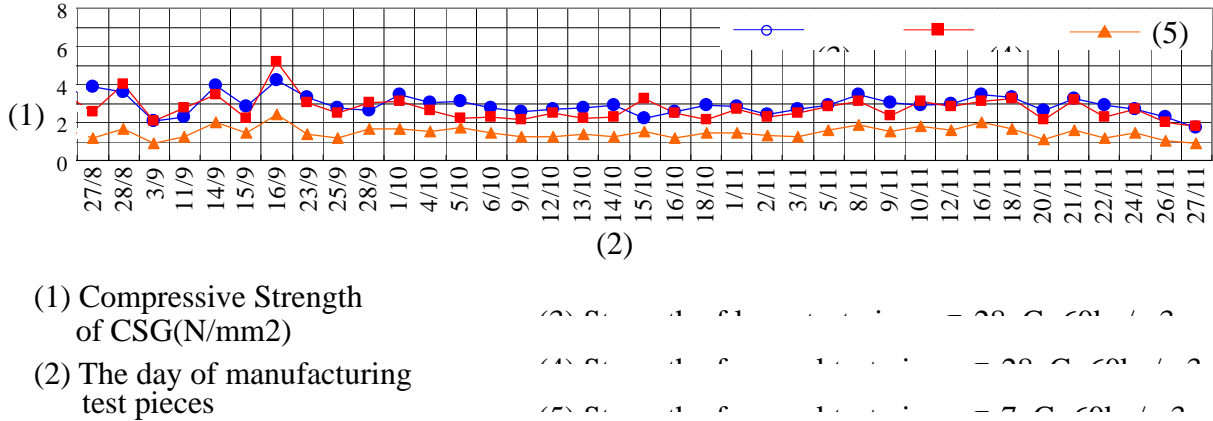 8
6
4
2
0
(1)
(5)
27/8 28/8 3/9 11/9 14/9 15/9 16/9 23/9 25/9 28/9 1/10 4/10 5/10 6/10 9/10 12/10 13/10 14/10 15/10 16/10 18/10 1/11 2/11 3/11 5/11 8/11 9/11 10/11 12/11 16/11 18/11 20/11 21/11 22/11 24/11 26/11 27/11
(2)
(1) Compressive Strength
of CSG(N/mm2)
(2) The day of manufacturing
test pieces